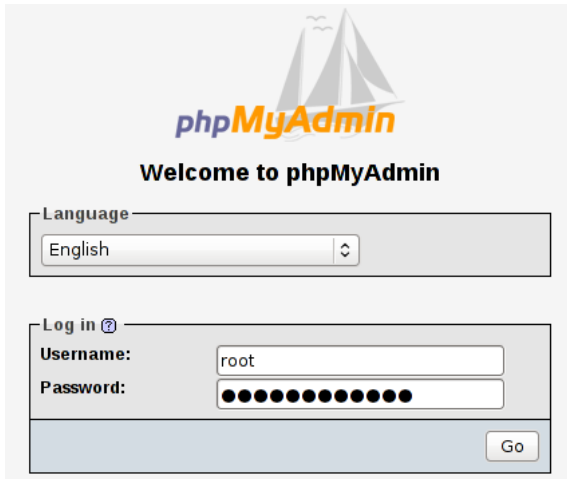 phpMyAdmin
Welcome to phpMyAdmin
Language
English
Log in ?
Username: root
Password: ●●●●●●●●●●●●
Go